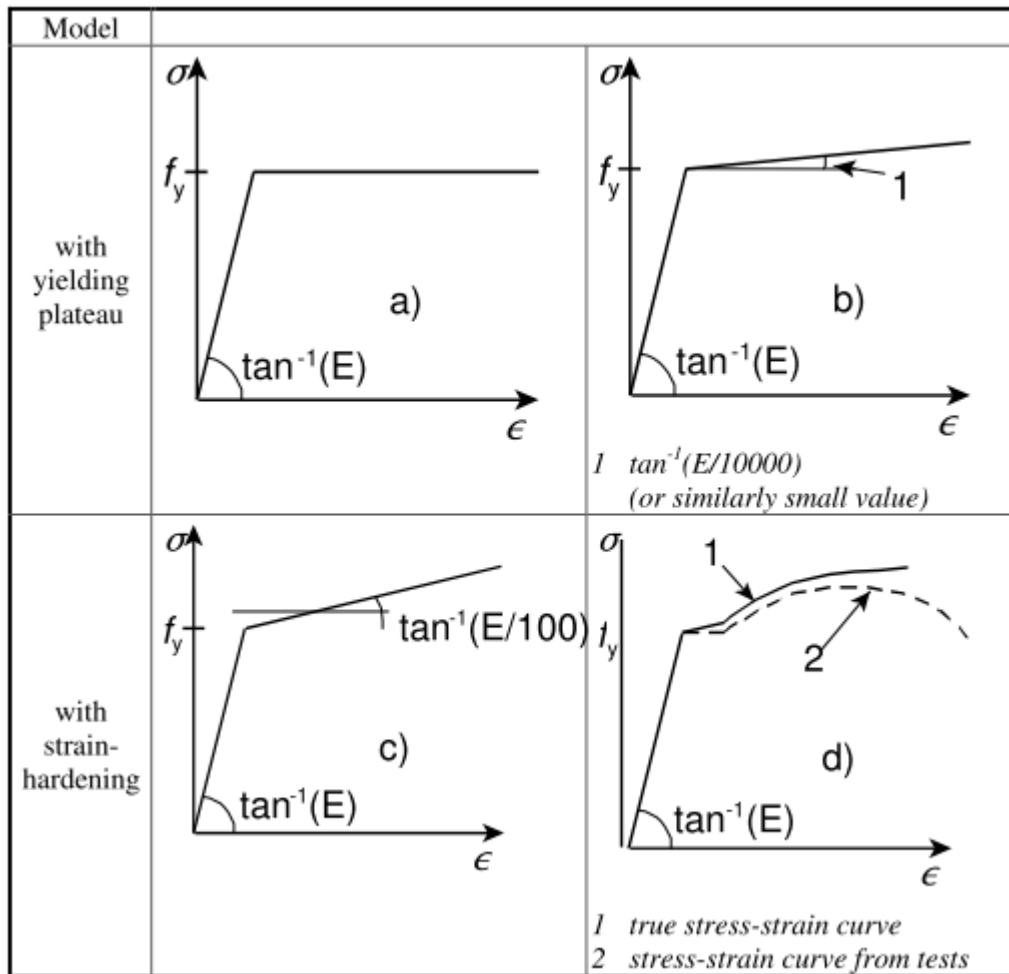 Model
with
yielding
plateau
σ
f_y
a)
tan⁻¹(E)
ϵ
σ
f_y
1
b)
tan⁻¹(E)
ϵ
1 tan⁻¹(E/10000)
(or similarly small value)
with
strain-
hardening
σ
f_y
tan⁻¹(E/100)
c)
tan⁻¹(E)
ϵ
σ
1
f_y
2
d)
tan⁻¹(E)
ϵ
1 true stress-strain curve
2 stress-strain curve from tests